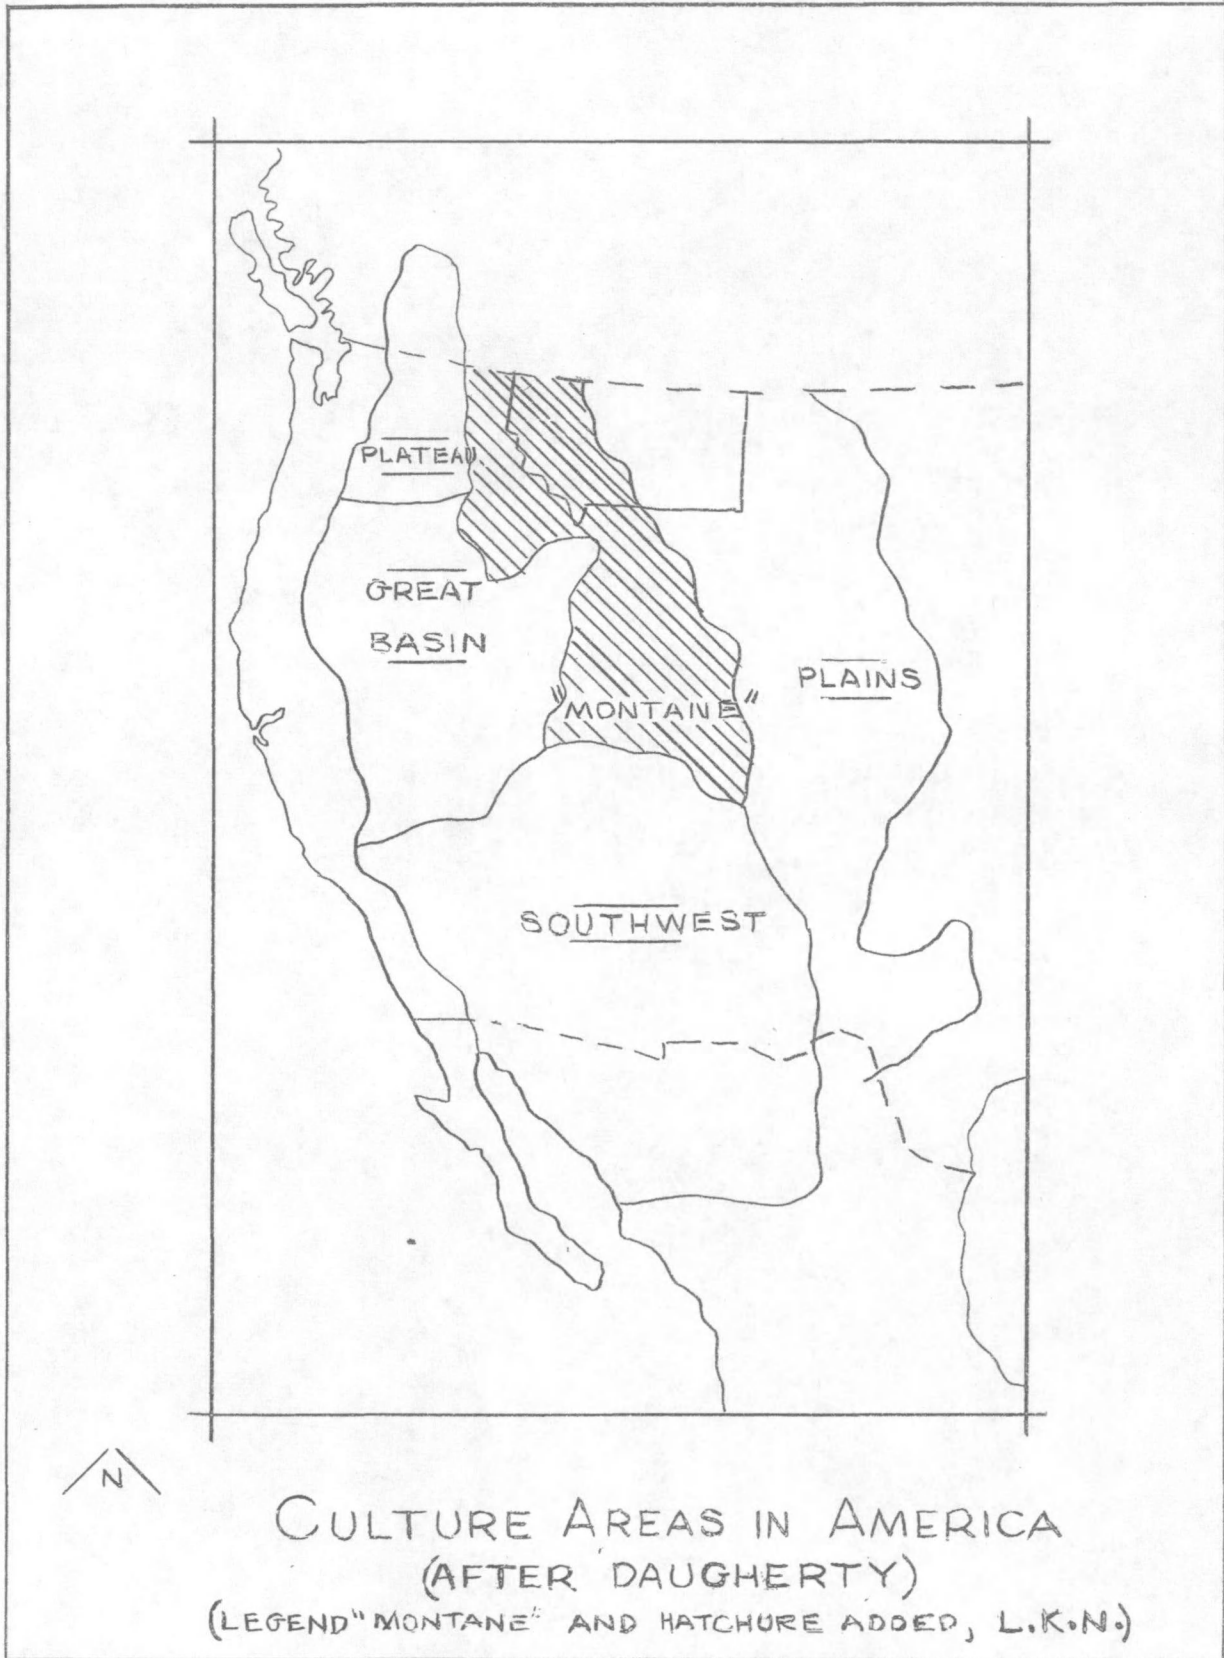 PLATEAU
GREAT
BASIN
"MONTANE"
PLAINS
SOUTHWEST
N
CULTURE AREAS IN AMERICA
(AFTER DAUGHERTY)
(LEGEND "MONTANE" AND HATCHURE ADDED, L.K.N.)